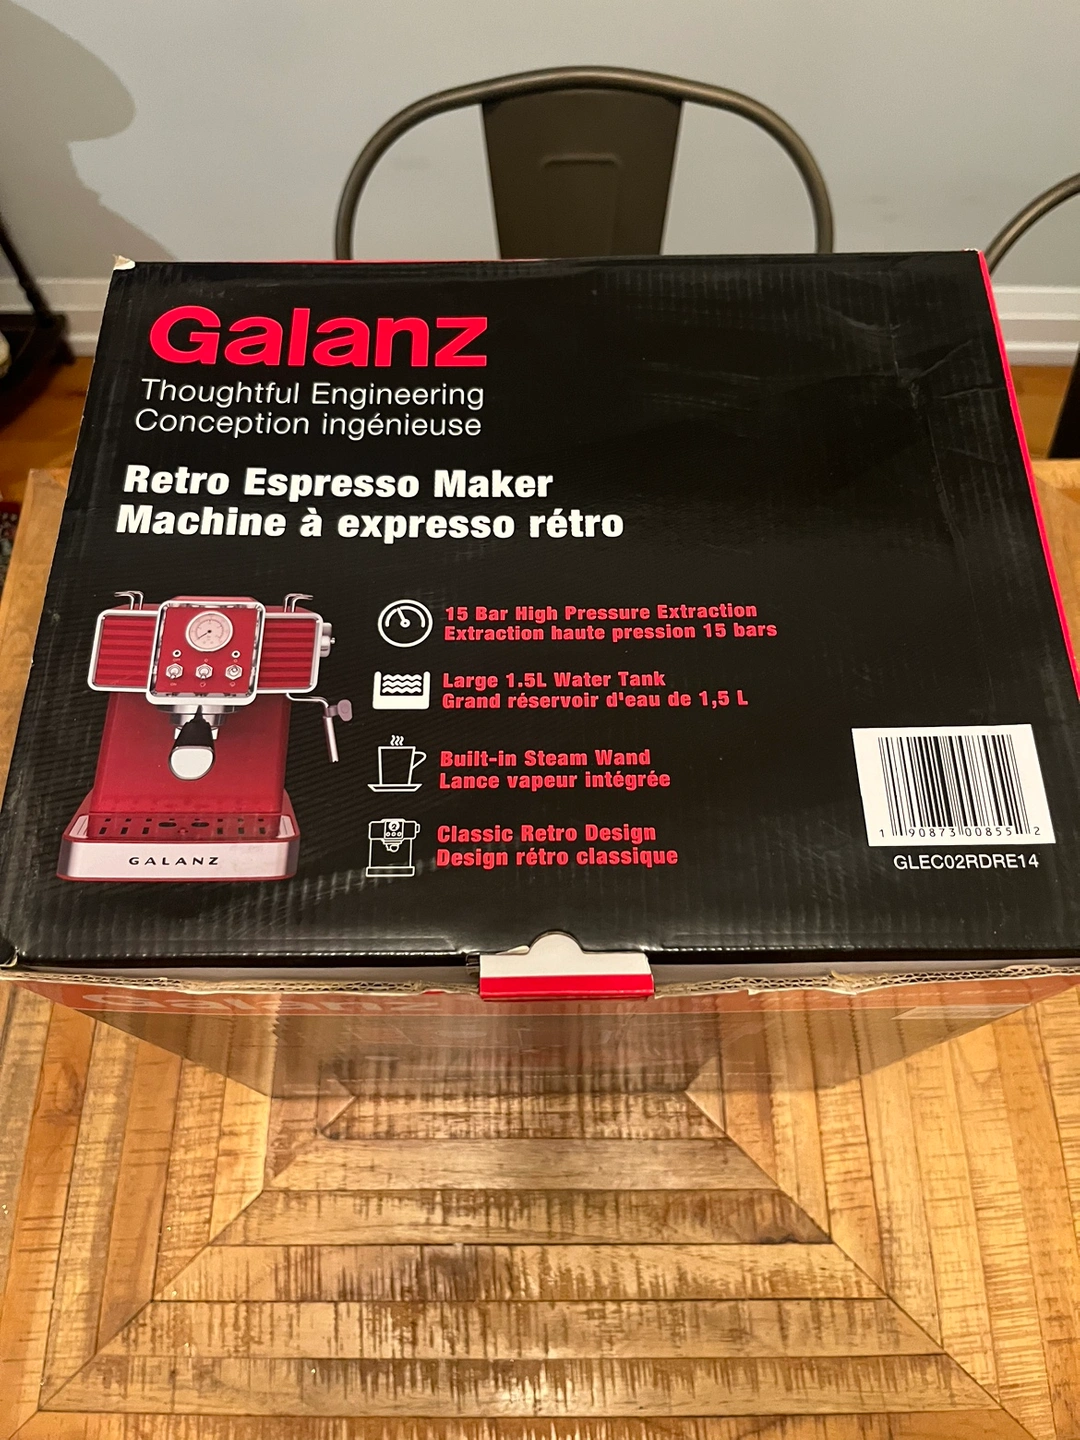 Galanz
Thoughtful Engineering
Conception ingénieuse
Retro Espresso Maker
Machine à expresso rétro
15 Bar High Pressure Extraction
Extraction haute pression 15 bars
Large 1.5L Water Tank
Grand réservoir d'eau de 1,5 L
Built-in Steam Wand
Lance vapeur intégrée
Classic Retro Design
Design rétro classique
GALANZ
1 90873 00855 2
GLEC02RDRE14
Galanz